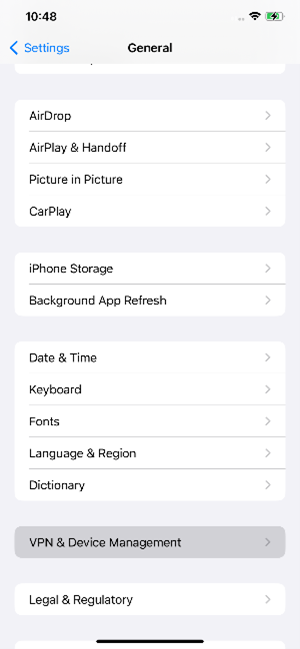 10:48
Settings
General
AirDrop
AirPlay & Handoff
Picture in Picture
CarPlay
iPhone Storage
Background App Refresh
Date & Time
Keyboard
Fonts
Language & Region
Dictionary
VPN & Device Management
Legal & Regulatory